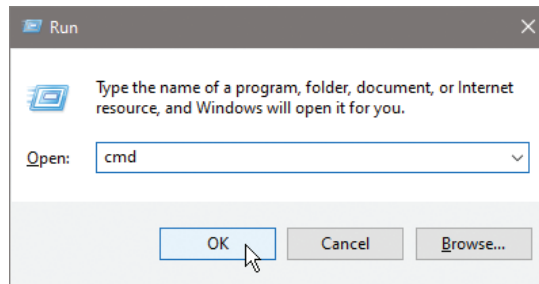 Run
Type the name of a program, folder, document, or Internet
resource, and Windows will open it for you.
Open: cmd
OK Cancel Browse...